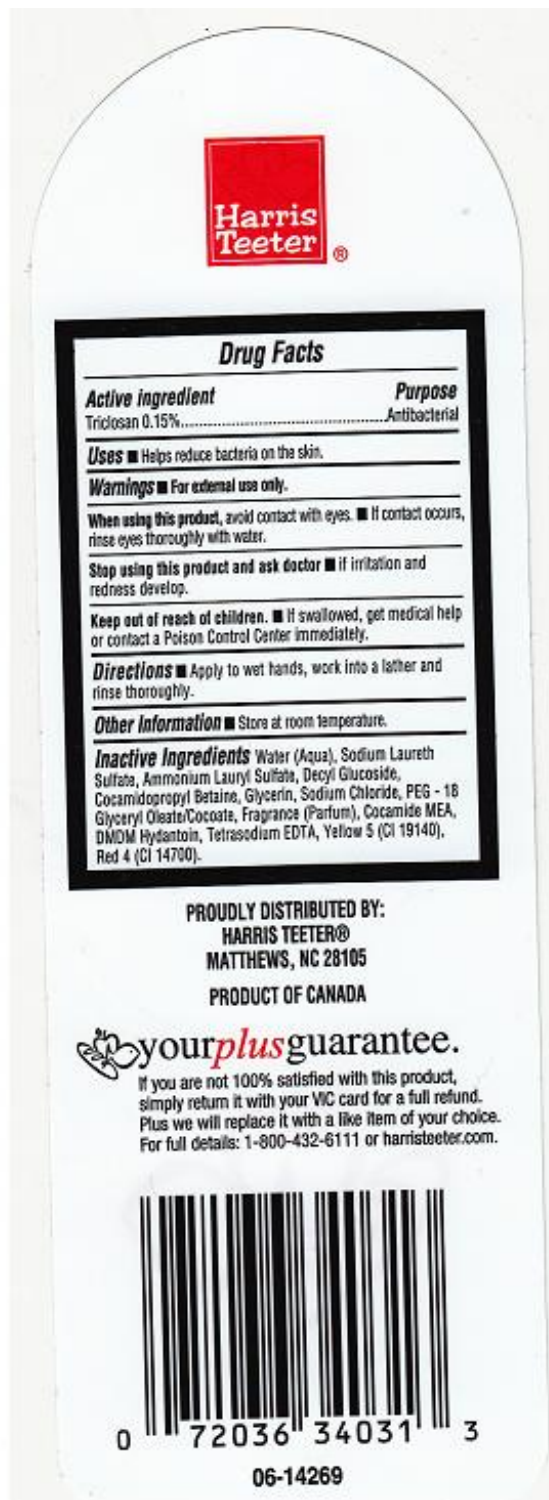 Harris
Teeter ®
Drug Facts
Active ingredient Purpose
Triclosan 0.15%..........................................Antibacterial
Uses ■ Helps reduce bacteria on the skin.
Warnings ■ For external use only.
When using this product, avoid contact with eyes. ■ If contact occurs,
rinse eyes thoroughly with water.
Stop using this product and ask doctor ■ if irritation and
redness develop.
Keep out of reach of children. ■ If swallowed, get medical help
or contact a Poison Control Center immediately.
Directions ■ Apply to wet hands, work into a lather and
rinse thoroughly.
Other Information ■ Store at room temperature.
Inactive Ingredients Water (Aqua), Sodium Laureth
Sulfate, Ammonium Lauryl Sulfate, Decyl Glucoside,
Cocamidopropyl Betaine, Glycerin, Sodium Chloride, PEG - 18
Glyceryl Oleate/Cocoate, Fragrance (Parfum), Cocamide MEA,
DMDM Hydantoin, Tetrasodium EDTA, Yellow 5 (CI 19140),
Red 4 (CI 14700).
PROUDLY DISTRIBUTED BY:
HARRIS TEETER®
MATTHEWS, NC 28105
PRODUCT OF CANADA
yourplusguarantee.
If you are not 100% satisfied with this product,
simply return it with your VIC card for a full refund.
Plus we will replace it with a like item of your choice.
For full details: 1-800-432-6111 or harristeeter.com.
0 72036 34031 3
06-14269